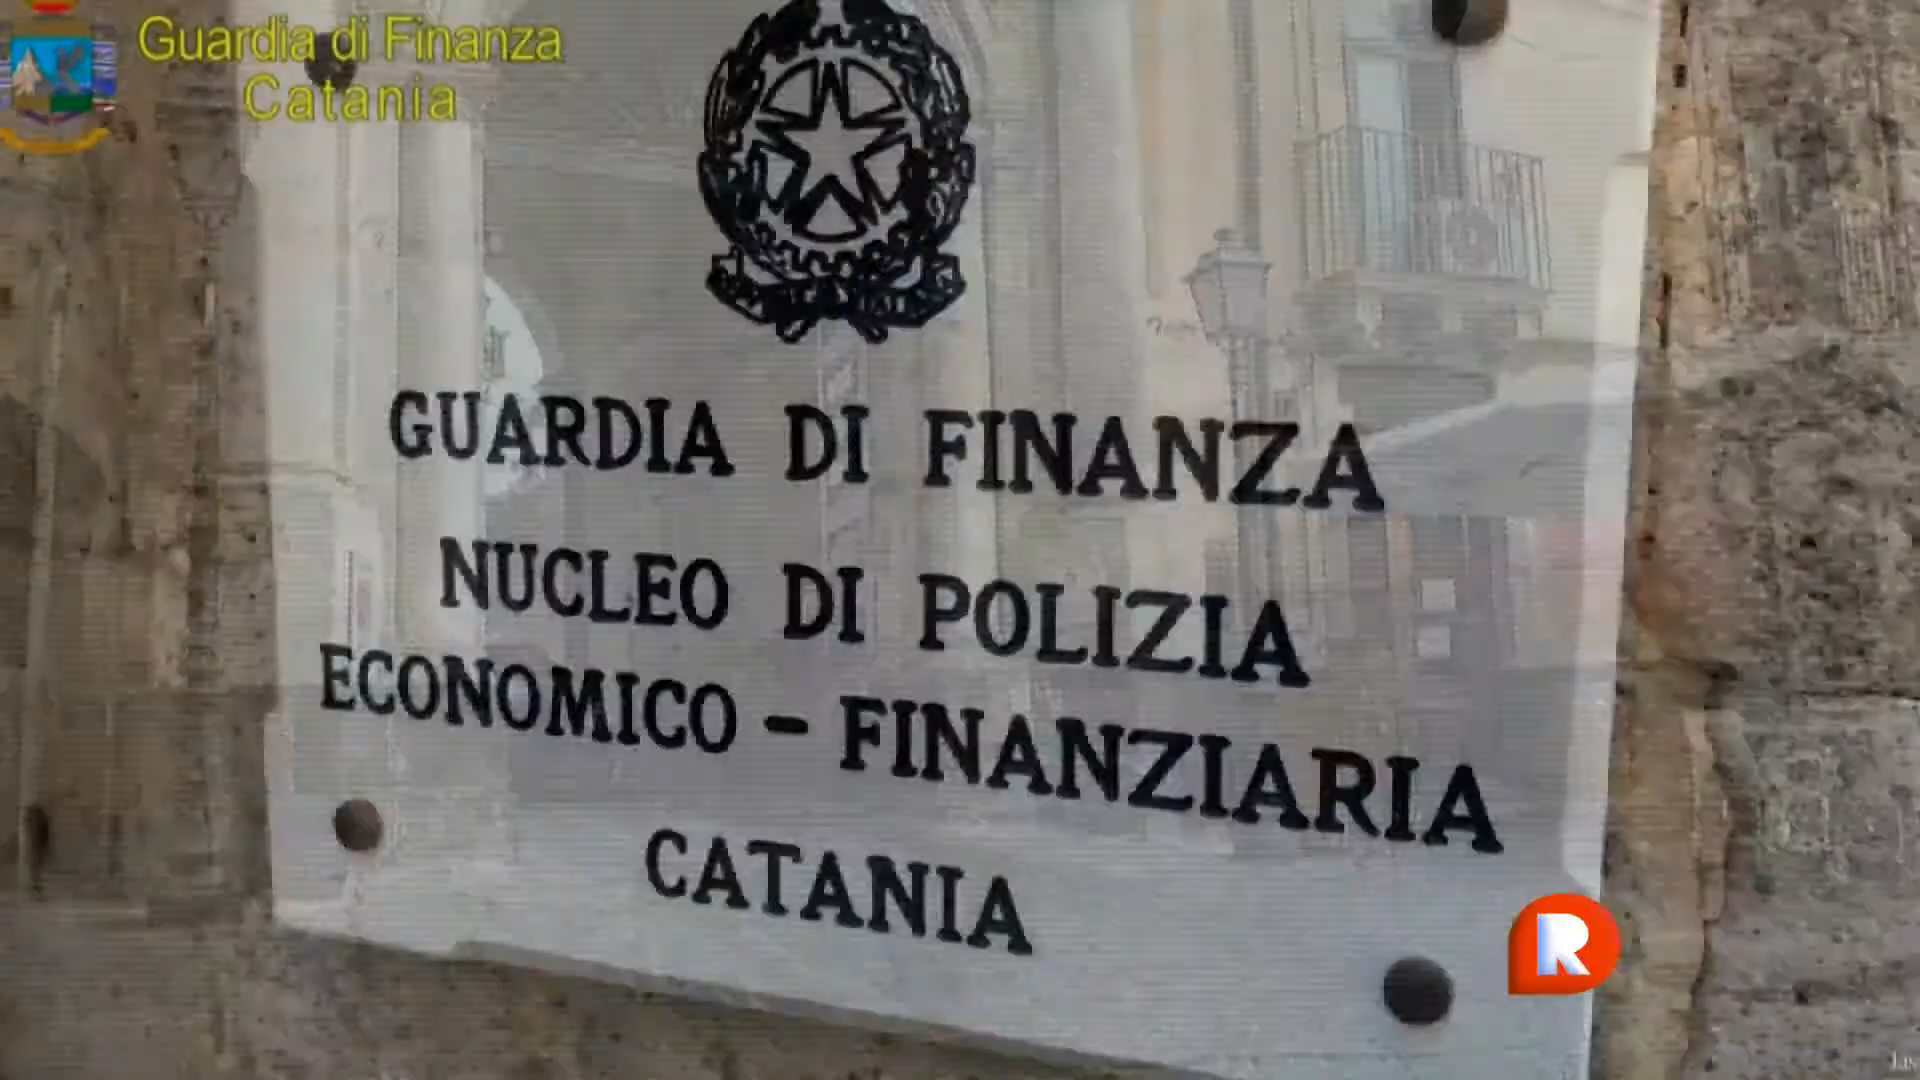 Guardia di Finanza
Catania
GUARDIA DI FINANZA
NUCLEO DI POLIZIA
ECONOMICO - FINANZIARIA
CATANIA
R